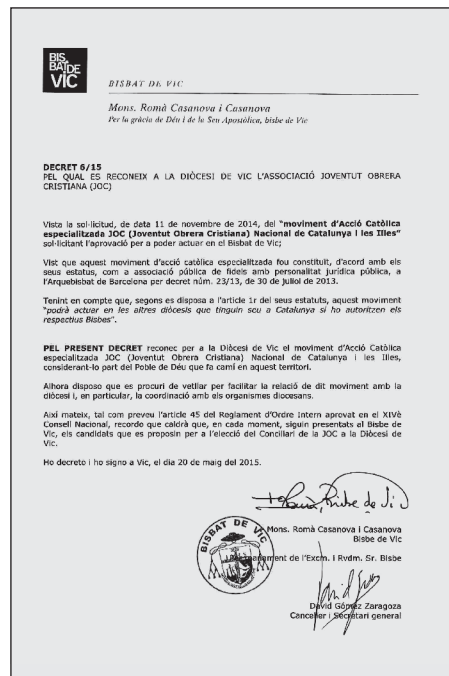 BIS
BAT DE
VIC
BISBAT DE VIC
Mons. Romà Casanova i Casanova
Per la gràcia de Déu i de la Seu Apostòlica, bisbe de Vic
DECRET 6/15
PEL QUAL ES RECONEIX A LA DIÒCESI DE VIC L'ASSOCIACIÓ JOVENTUT OBRERA
CRISTIANA (JOC)
Vista la sol·licitud, de data 11 de novembre de 2014, del "moviment d'Acció Catòlica
especialitzada JOC (Joventut Obrera Cristiana) Nacional de Catalunya i les Illes"
sol·licitant l'aprovació per a poder actuar en el Bisbat de Vic;
Vist que aquest moviment d'acció catòlica especialitzada fou constituït, d'acord amb els
seus estatus, com a associació pública de fidels amb personalitat jurídica pública, a
l'Arquebisbat de Barcelona per decret núm. 23/13, de 30 de juliol de 2013.
Tenint en compte que, segons es disposa a l'article 1r del seus estatuts, aquest moviment
"podrà actuar en les altres diòcesis que tinguin seu a Catalunya si ho autoritzen els
respectius Bisbes".
PEL PRESENT DECRET reconec per a la Diòcesi de Vic el moviment d'Acció Catòlica
especialitzada JOC (Joventut Obrera Cristiana) Nacional de Catalunya i les Illes,
considerant-lo part del Poble de Déu que fa camí en aquest territori.
Alhora disposo que es procuri de vetllar per facilitar la relació de dit moviment amb la
diòcesi i, en particular, la coordinació amb els organismes diocesans.
Així mateix, tal com preveu l'article 45 del Reglament d'Ordre Intern aprovat en el XIVè
Consell Nacional, recordo que caldrà que, en cada moment, siguin presentats al Bisbe de
Vic, els candidats que es proposin per a l'elecció del Conciliari de la JOC a la Diòcesi de
Vic.
Ho decreto i ho signo a Vic, el dia 20 de maig del 2015.
Bisbe de Vic
Mons. Romà Casanova i Casanova
Bisbe de Vic
BISBAT DE VIC
manament de l'Excm. i Rvdm. Sr. Bisbe
David Gómez Zaragoza
Canceller i Secretari general